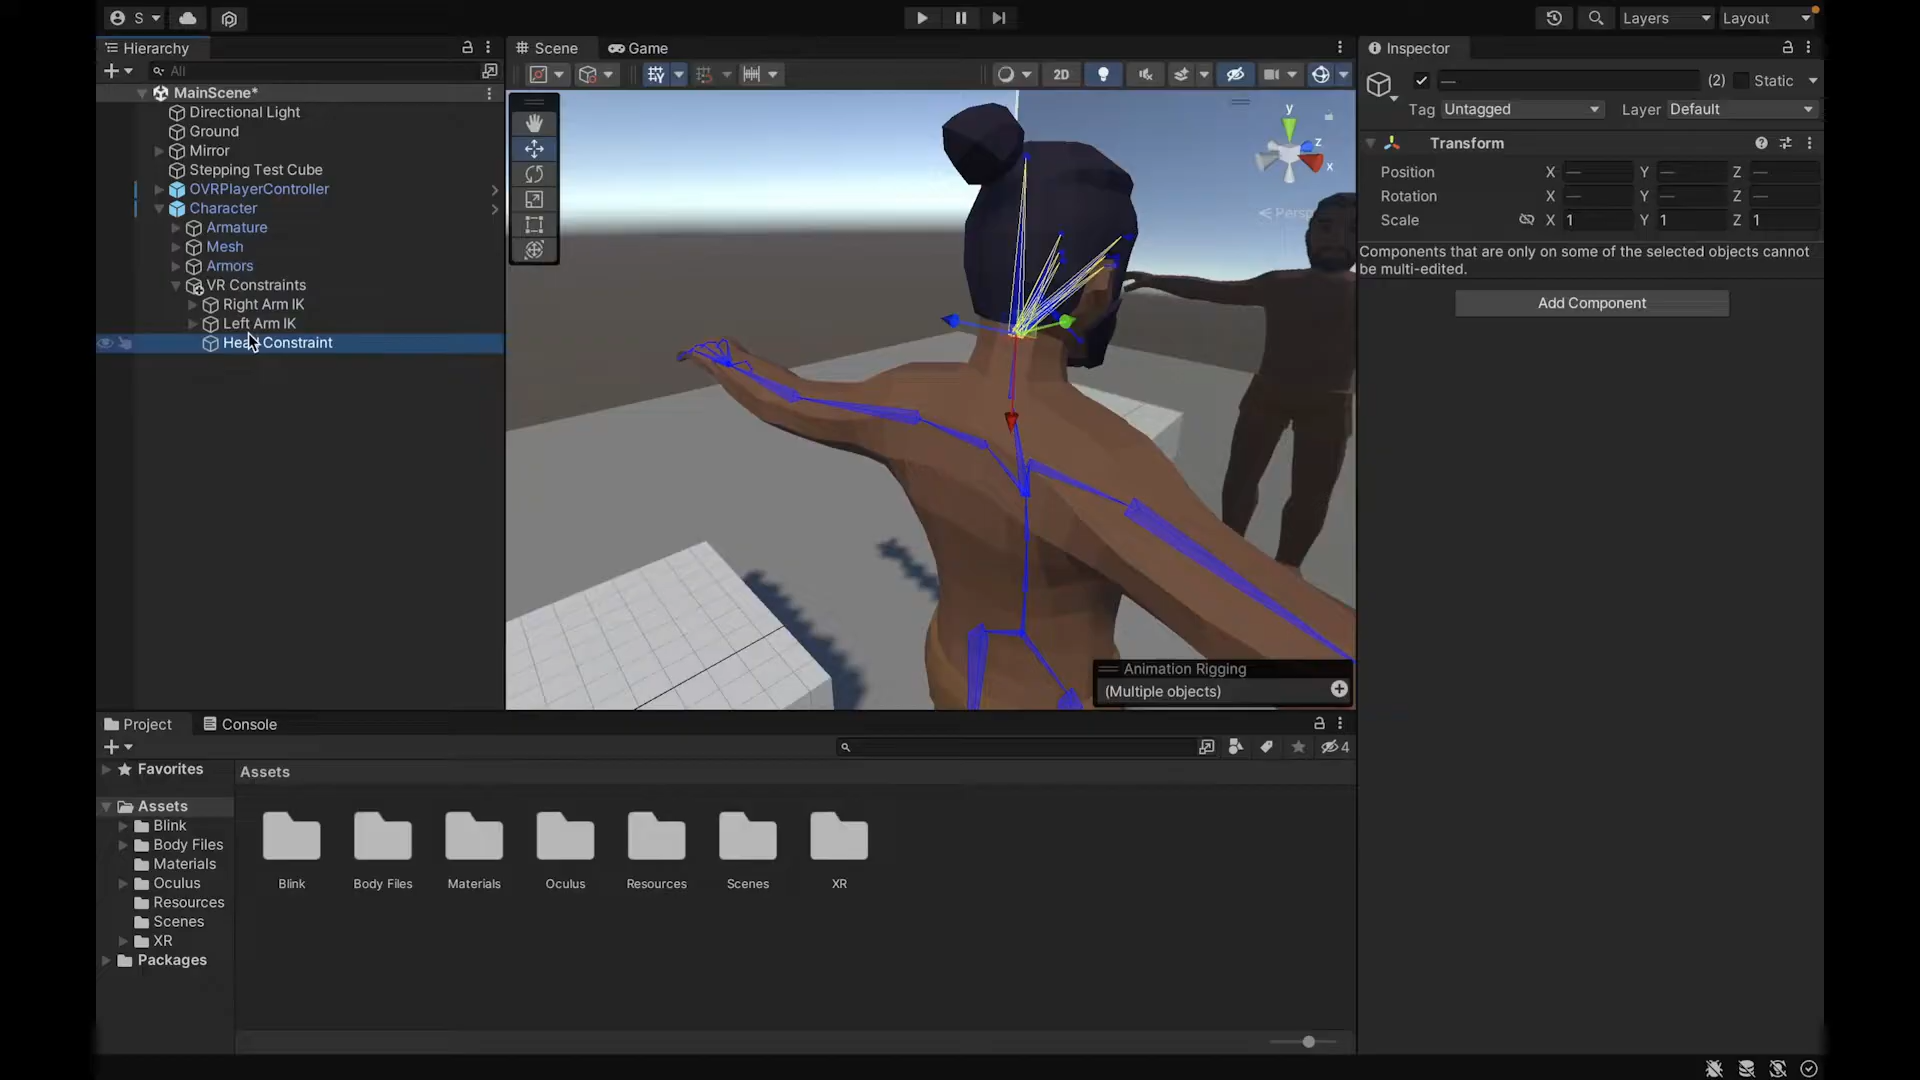 S
Layers
Layout
Hierarchy
All
MainScene*
Directional Light
Ground
Mirror
Stepping Test Cube
OVRPlayerController
Character
Armature
Mesh
Armors
VR Constraints
Right Arm IK
Left Arm IK
Head Constraint
Scene
Game
2D
y
z
x
Persp
Animation Rigging
(Multiple objects)
Inspector
— (2) Static
Tag Untagged Layer Default
Transform
Position X — Y — Z —
Rotation X — Y — Z —
Scale X 1 Y 1 Z 1
Components that are only on some of the selected objects cannot
be multi-edited.
Add Component
Project
Console
4
Favorites
Assets
Blink
Body Files
Materials
Oculus
Resources
Scenes
XR
Packages
Assets
Blink
Body Files
Materials
Oculus
Resources
Scenes
XR